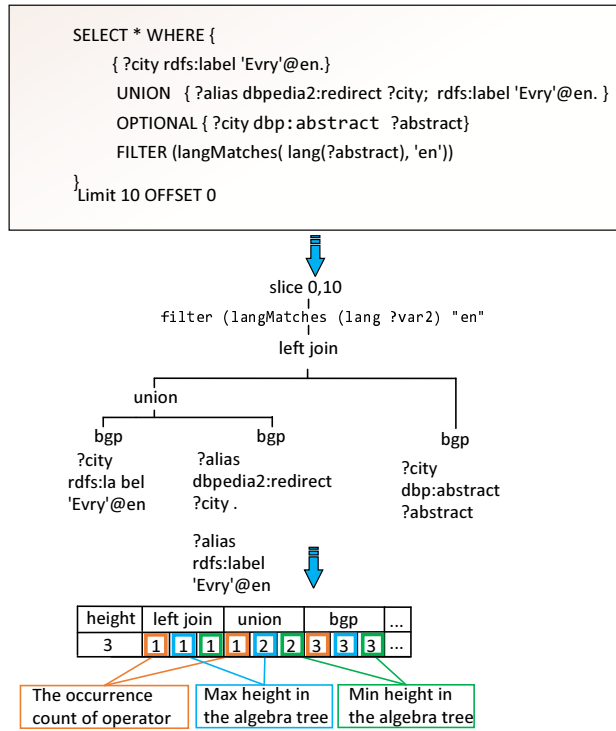 SELECT * WHERE {
{ ?city rdfs:label 'Evry'@en.}
UNION { ?alias dbpedia2:redirect ?city; rdfs:label 'Evry'@en. }
OPTIONAL { ?city dbp:abstract ?abstract}
FILTER (langMatches( lang(?abstract), 'en'))
}
Limit 10 OFFSET 0
slice 0,10
filter (langMatches (lang ?var2) "en"
left join
union
bgp
?city
rdfs:la bel
'Evry'@en
bgp
?alias
dbpedia2:redirect
?city .
?alias
rdfs:label
'Evry'@en
bgp
?city
dbp:abstract
?abstract
height left join union bgp ...
3 1 1 1 1 2 2 3 3 3 ...
The occurrence
count of operator
Max height in
the algebra tree
Min height in
the algebra tree